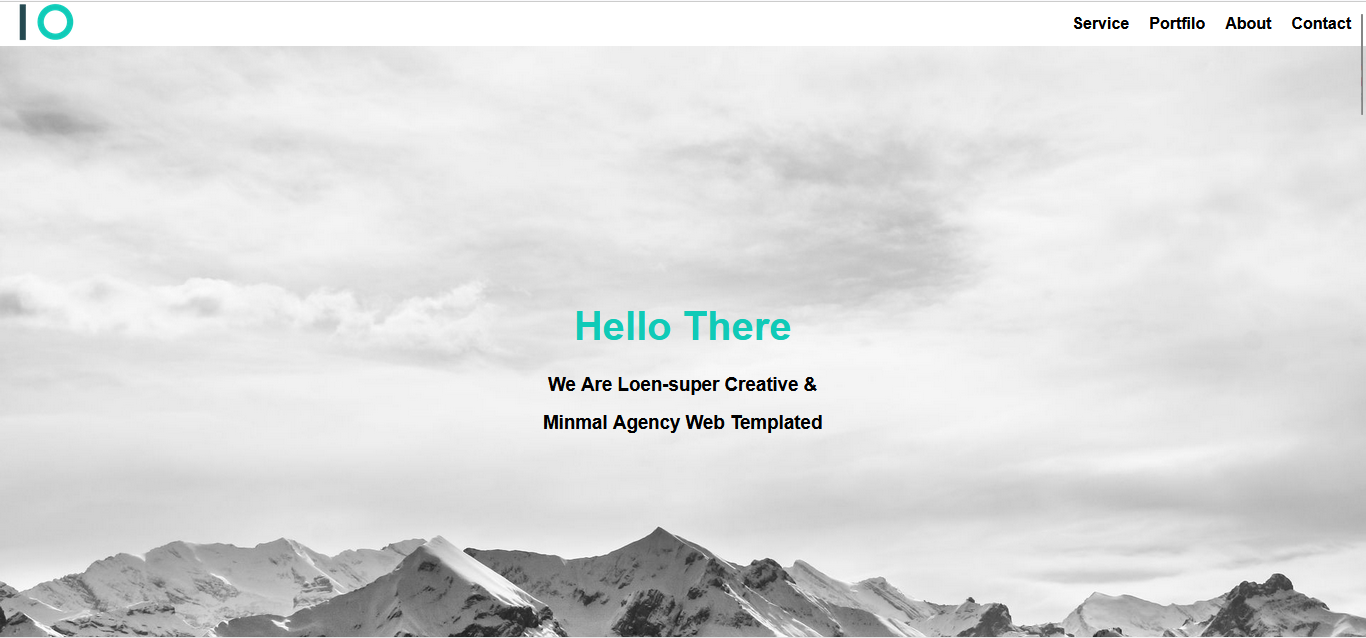 IO
Service Portfilo About Contact
Hello There
We Are Loen-super Creative &
Minmal Agency Web Templated